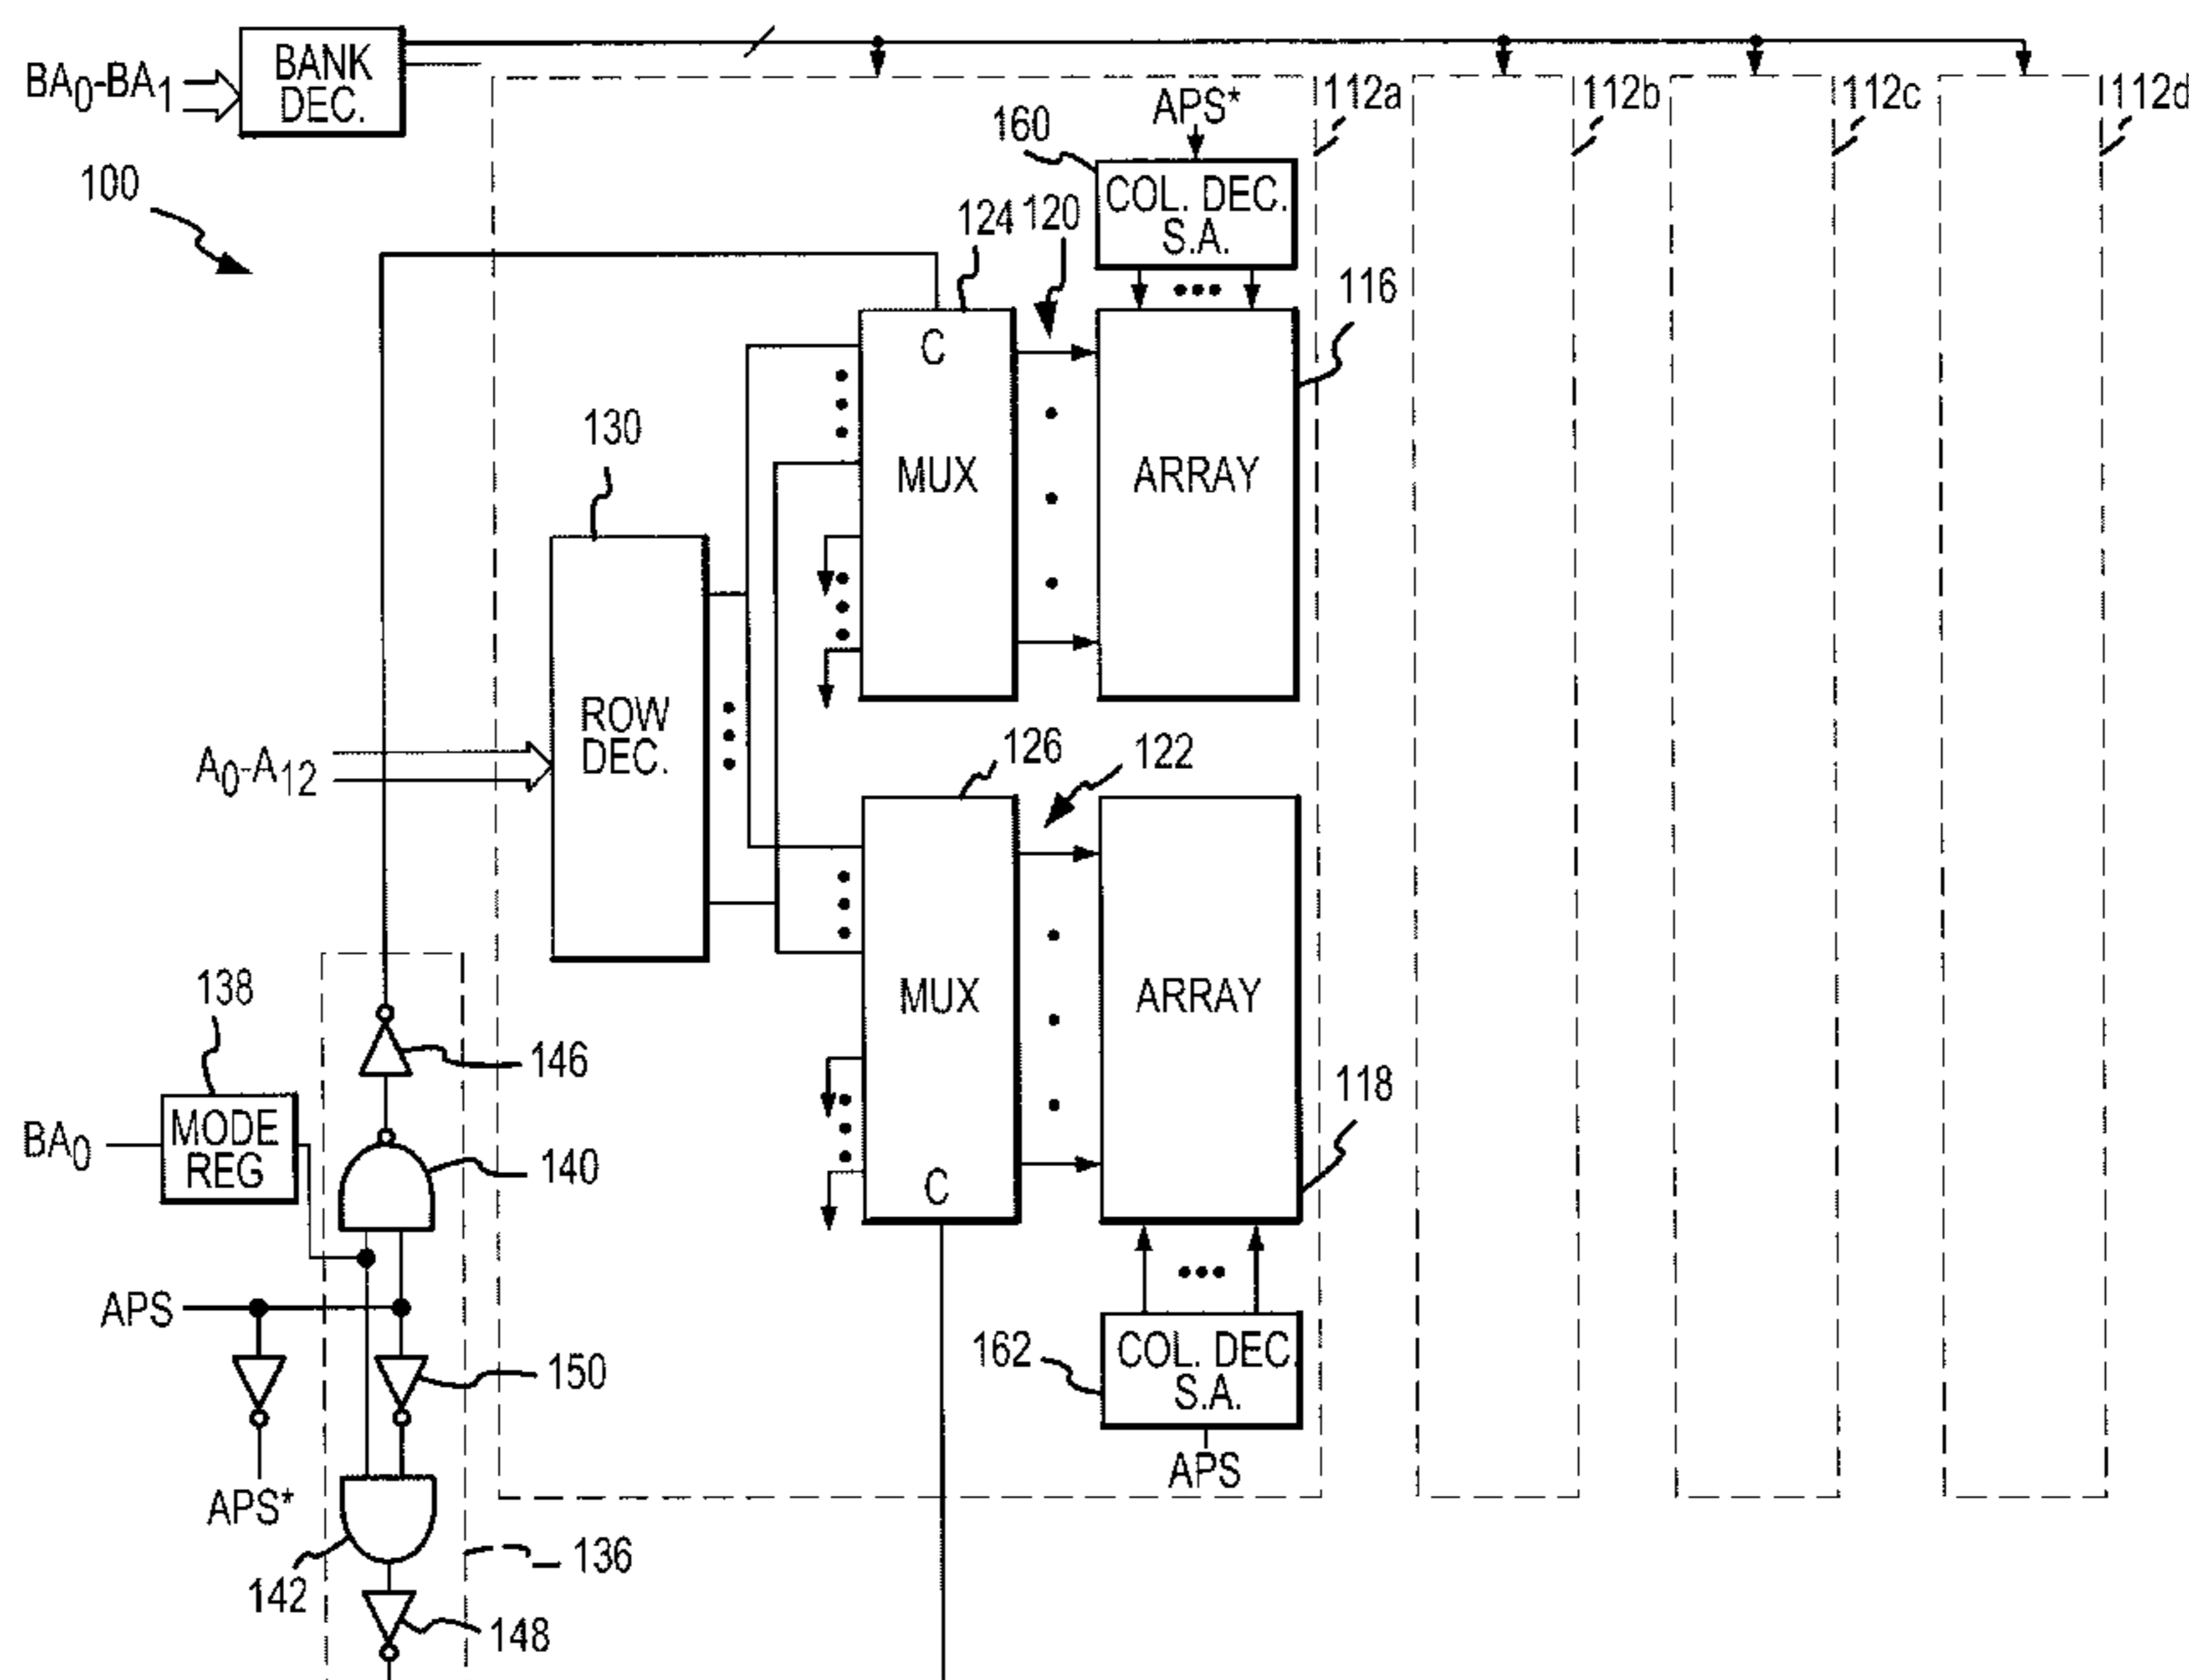 BANK
DEC.
BA0-BA1
112a
112b
112c
112d
APS*
160
COL. DEC.
S.A.
100
124
120
116
C
130
MUX
ARRAY
ROW
DEC.
A0-A12
126
122
138
MUX
ARRAY
146
118
MODE
REG
BA0
140
C
APS
150
162
COL. DEC.
S.A.
APS
APS*
136
142
148